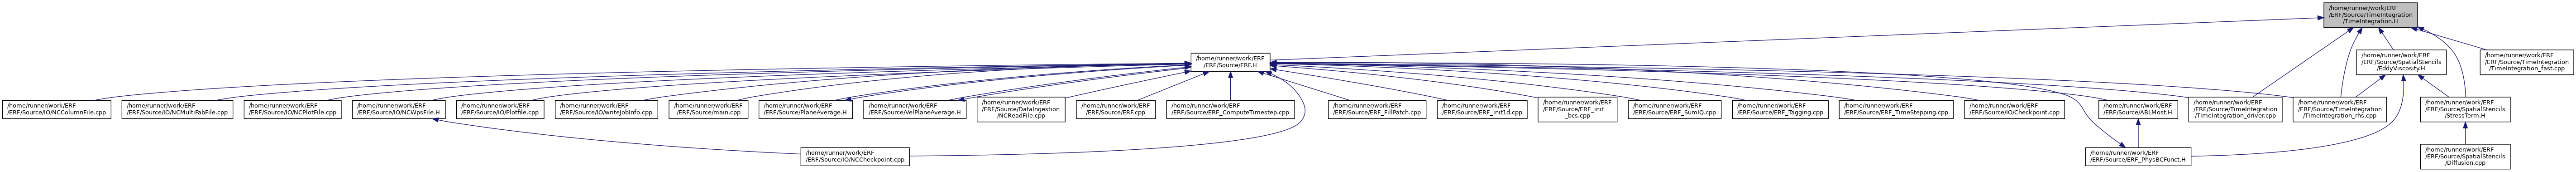 /home/runner/work/ERF
/ERF/Source/TimeIntegration
/TimeIntegration.H
/home/runner/work/ERF
/ERF/Source/ERF.H
/home/runner/work/ERF
/ERF/Source/SpatialStencils
/EddyViscosity.H
/home/runner/work/ERF
/ERF/Source/TimeIntegration
/TimeIntegration_fast.cpp
/home/runner/work/ERF
/ERF/Source/IO/NCColumnFile.cpp
/home/runner/work/ERF
/ERF/Source/IO/NCMultiFabFile.cpp
/home/runner/work/ERF
/ERF/Source/IO/NCPlotFile.cpp
/home/runner/work/ERF
/ERF/Source/IO/NCWpsFile.H
/home/runner/work/ERF
/ERF/Source/IO/Plotfile.cpp
/home/runner/work/ERF
/ERF/Source/IO/writeJobInfo.cpp
/home/runner/work/ERF
/ERF/Source/main.cpp
/home/runner/work/ERF
/ERF/Source/PlaneAverage.H
/home/runner/work/ERF
/ERF/Source/VelPlaneAverage.H
/home/runner/work/ERF
/ERF/Source/DataIngestion
/NCReadFile.cpp
/home/runner/work/ERF
/ERF/Source/ERF.cpp
/home/runner/work/ERF
/ERF/Source/ERF_ComputeTimestep.cpp
/home/runner/work/ERF
/ERF/Source/ERF_FillPatch.cpp
/home/runner/work/ERF
/ERF/Source/ERF_init1d.cpp
/home/runner/work/ERF
/ERF/Source/ERF_init
_bcs.cpp
/home/runner/work/ERF
/ERF/Source/ERF_SumIQ.cpp
/home/runner/work/ERF
/ERF/Source/ERF_Tagging.cpp
/home/runner/work/ERF
/ERF/Source/ERF_TimeStepping.cpp
/home/runner/work/ERF
/ERF/Source/IO/Checkpoint.cpp
/home/runner/work/ERF
/ERF/Source/ABLMost.H
/home/runner/work/ERF
/ERF/Source/TimeIntegration
/TimeIntegration_driver.cpp
/home/runner/work/ERF
/ERF/Source/TimeIntegration
/TimeIntegration_rhs.cpp
/home/runner/work/ERF
/ERF/Source/SpatialStencils
/StressTerm.H
/home/runner/work/ERF
/ERF/Source/IO/NCCheckpoint.cpp
/home/runner/work/ERF
/ERF/Source/ERF_PhysBCFunct.H
/home/runner/work/ERF
/ERF/Source/SpatialStencils
/Diffusion.cpp